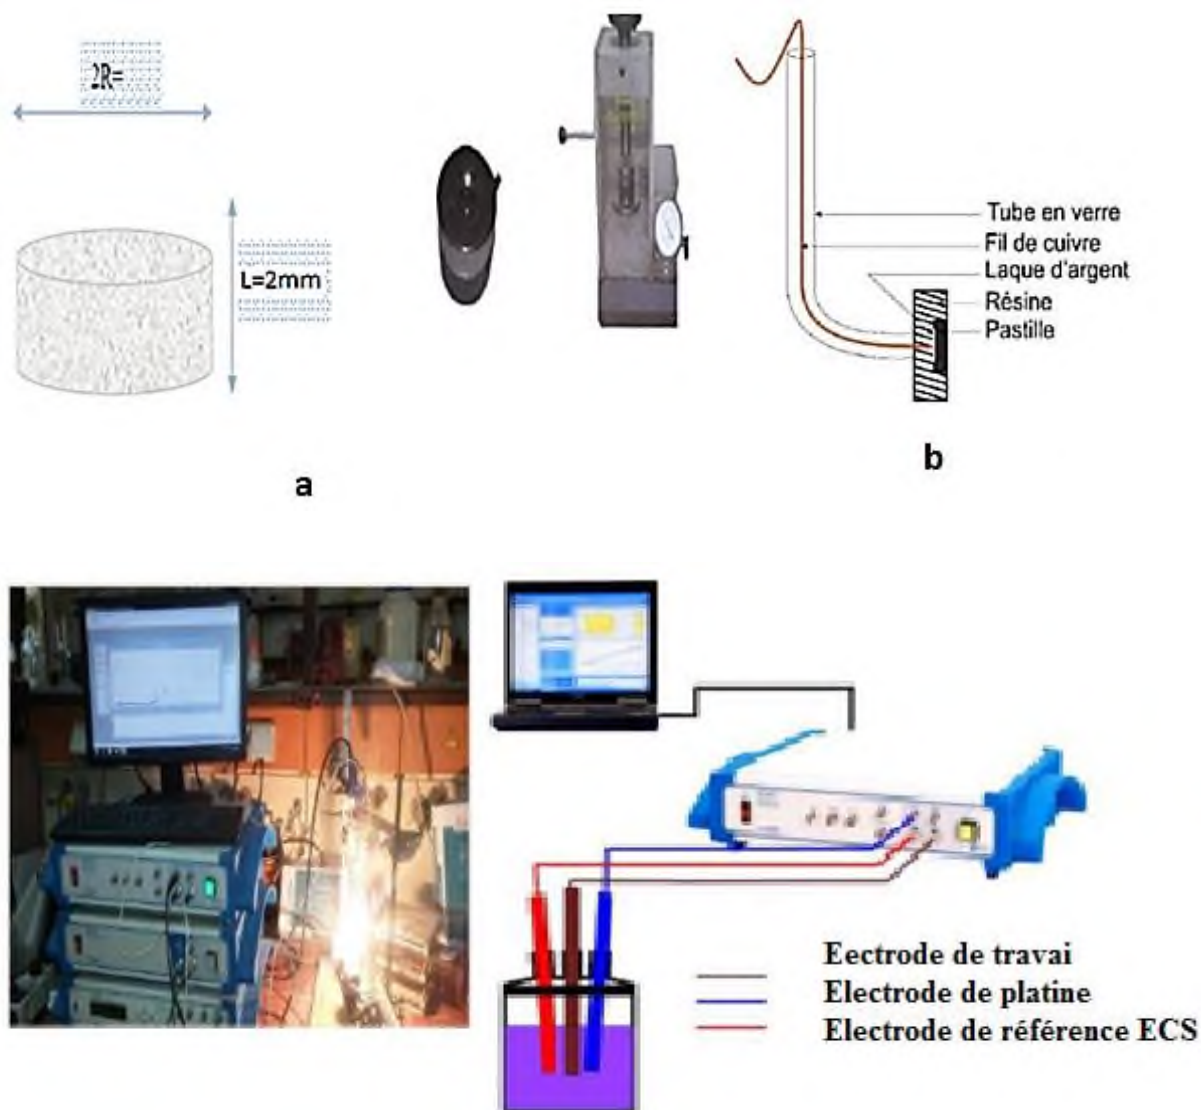 2R=
L=2mm
a
Tube en verre
Fil de cuivre
Laque d'argent
Résine
Pastille
b
Eectrode de travai
Electrode de platine
Electrode de référence ECS